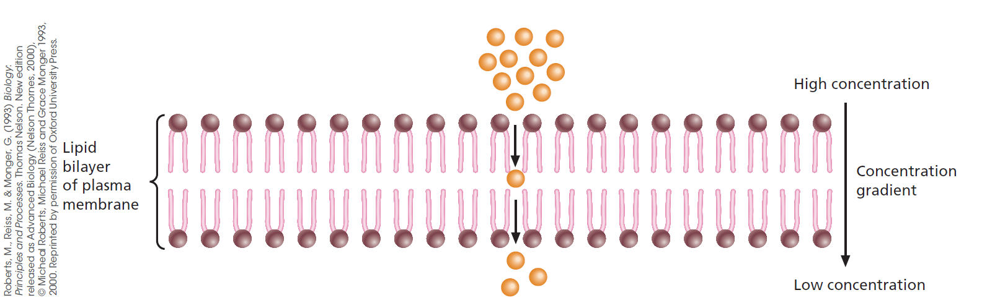 Roberts, M., Reiss, M. & Monger, G. (1993) Biology:
Principles and Processes. Thomas Nelson. New edition
released as Advanced Biology (Nelson Thornes, 2000),
© Micheal Roberts, Michael Reiss and Grace Monger 1993,
2000. Reprinted by permission of Oxford University Press.
Lipid
bilayer
of plasma
membrane
High concentration
Concentration
gradient
Low concentration